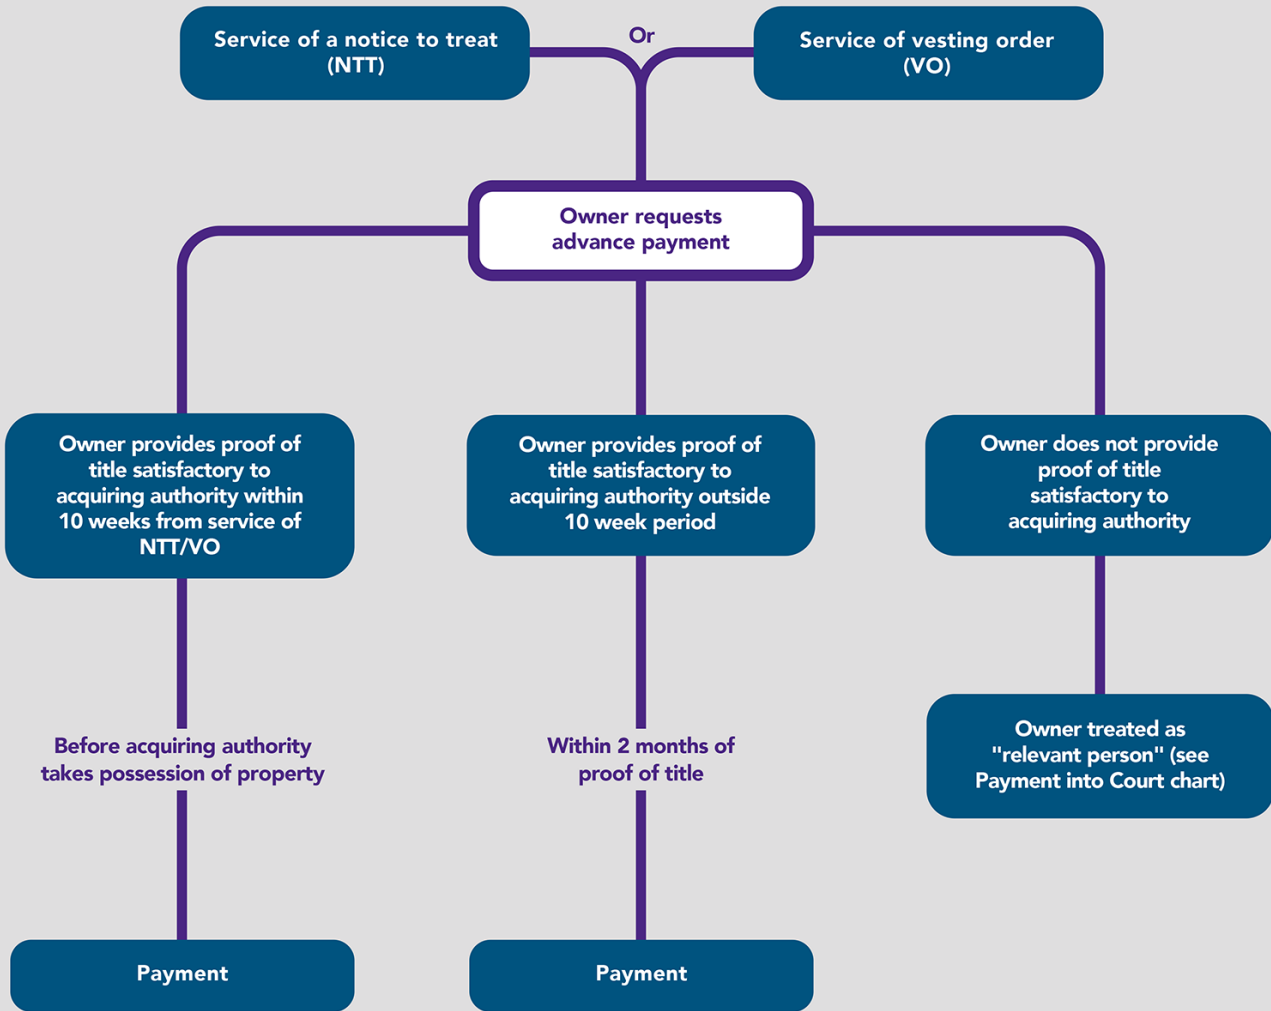 Service of a notice to treat
(NTT)
Or
Service of vesting order
(VO)
Owner requests
advance payment
Owner provides proof of
title satisfactory to
acquiring authority within
10 weeks from service of
NTT/VO
Owner provides proof of
title satisfactory to
acquiring authority outside
10 week period
Owner does not provide
proof of title
satisfactory to
acquiring authority
Before acquiring authority
takes possession of property
Within 2 months of
proof of title
Owner treated as
"relevant person" (see
Payment into Court chart)
Payment
Payment